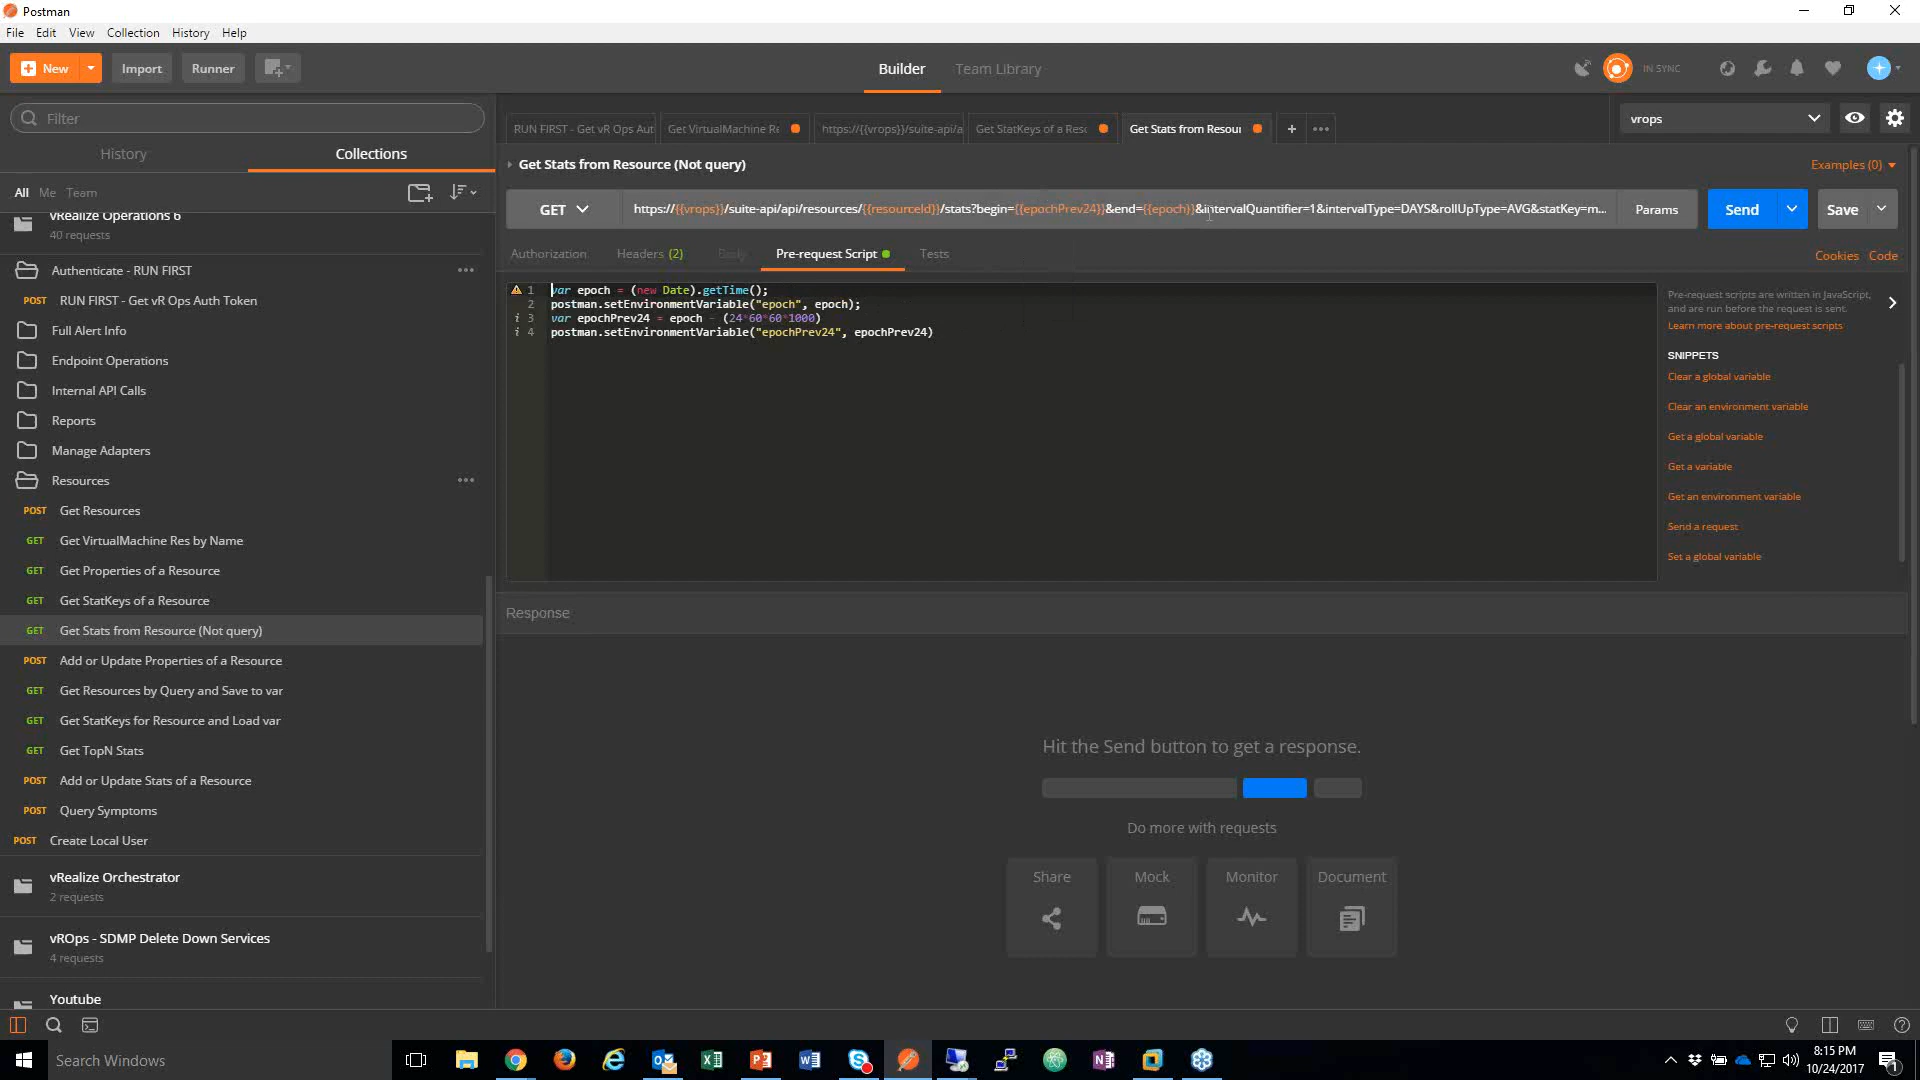 Postman
File Edit View Collection History Help
New Import Runner
Builder Team Library
IN SYNC
Filter
History Collections
All Me Team
vRealize Operations 6
40 requests
Authenticate - RUN FIRST
POST RUN FIRST - Get vR Ops Auth Token
Full Alert Info
Endpoint Operations
Internal API Calls
Reports
Manage Adapters
Resources
POST Get Resources
GET Get VirtualMachine Res by Name
GET Get Properties of a Resource
GET Get StatKeys of a Resource
GET Get Stats from Resource (Not query)
POST Add or Update Properties of a Resource
GET Get Resources by Query and Save to var
GET Get StatKeys for Resource and Load var
GET Get TopN Stats
POST Add or Update Stats of a Resource
POST Query Symptoms
POST Create Local User
vRealize Orchestrator
2 requests
vROps - SDMP Delete Down Services
4 requests
Youtube
RUN FIRST - Get vR Ops Aut Get VirtualMachine Re https://{{vrops}}/suite-api/a Get StatKeys of a Reso Get Stats from Resour
vrops
Get Stats from Resource (Not query)
Examples (0)
GET https://{{vrops}}/suite-api/api/resources/{{resourceId}}/stats?begin={{epochPrev24}}&end={{epoch}}&intervalQuantifier=1&intervalType=DAYS&rollUpType=AVG&statKey=m... Params Send Save
Authorization Headers (2) Body Pre-request Script Tests
Cookies Code
1 var epoch = (new Date).getTime();
2 postman.setEnvironmentVariable("epoch", epoch);
i 3 var epochPrev24 = epoch - (24*60*60*1000)
i 4 postman.setEnvironmentVariable("epochPrev24", epochPrev24)
Pre-request scripts are written in JavaScript,
and are run before the request is sent.
Learn more about pre-request scripts
SNIPPETS
Clear a global variable
Clear an environment variable
Get a global variable
Get a variable
Get an environment variable
Send a request
Set a global variable
Response
Hit the Send button to get a response.
Do more with requests
Share Mock Monitor Document
Search Windows
8:15 PM
10/24/2017